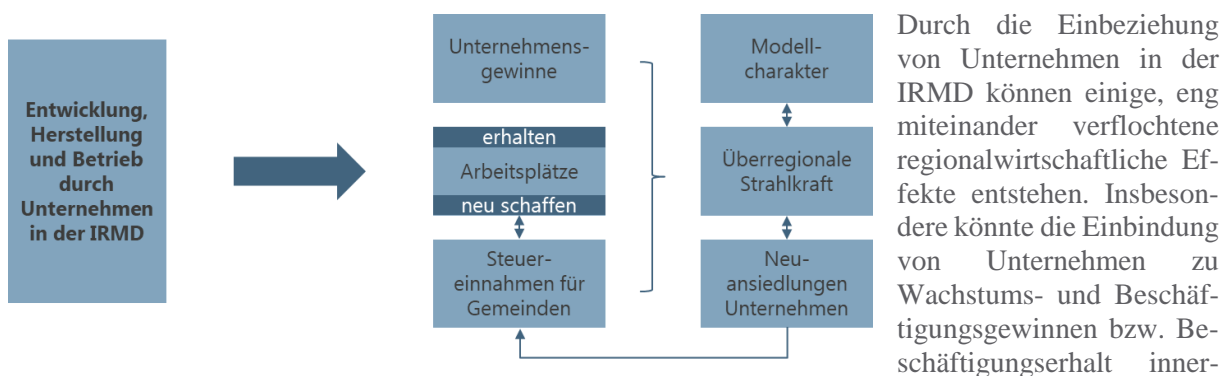 Entwicklung,
Herstellung
und Betrieb
durch
Unternehmen
in der IRMD
Unternehmens-
gewinne
erhalten
Arbeitsplätze
neu schaffen
Steuer-
einnahmen für
Gemeinden
Modell-
charakter
Überregionale
Strahlkraft
Neu-
ansiedlungen
Unternehmen
Durch die Einbeziehung
von Unternehmen in der
IRMD können einige, eng
miteinander verflochtene
regionalwirtschaftliche Ef-
fekte entstehen. Insbeson-
dere könnte die Einbindung
von Unternehmen zu
Wachstums- und Beschäf-
tigungsgewinnen bzw. Be-
schäftigungserhalt inner-